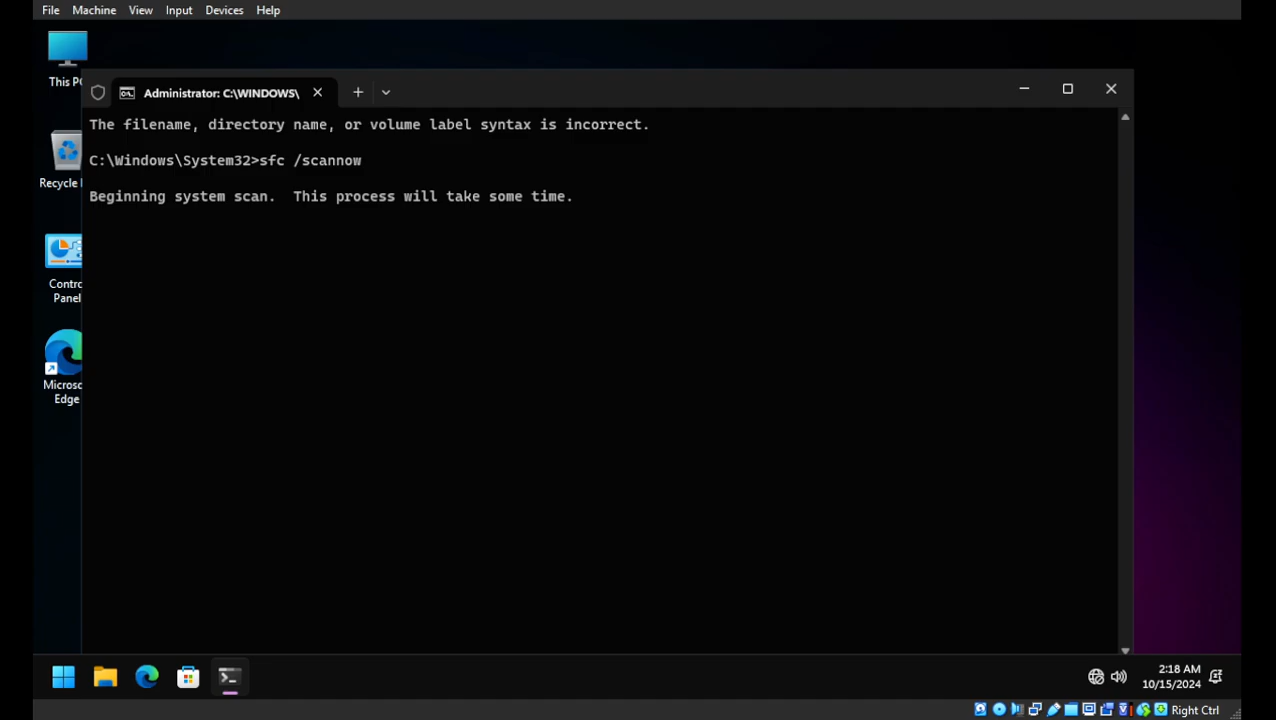 File Machine View Input Devices Help
This PC
Administrator: C:\WINDOWS\
The filename, directory name, or volume label syntax is incorrect.
C:\Windows\System32>sfc /scannow
Beginning system scan.  This process will take some time.
Recycle
Contro
Panel
Microso
Edge
2:18 AM
10/15/2024
Right Ctrl